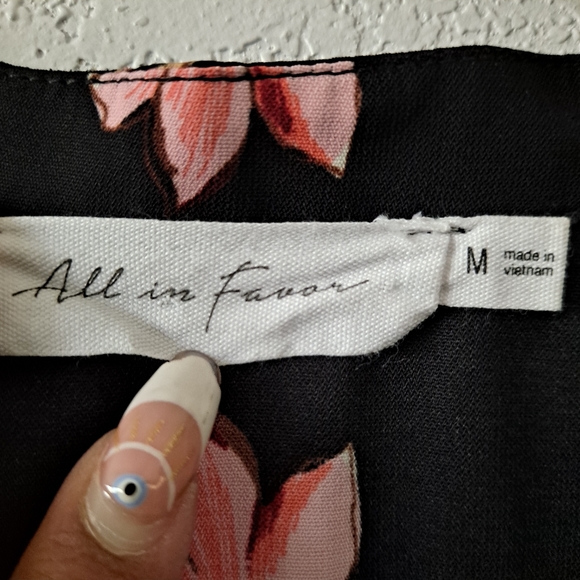 All in Favor
M
made in
vietnam